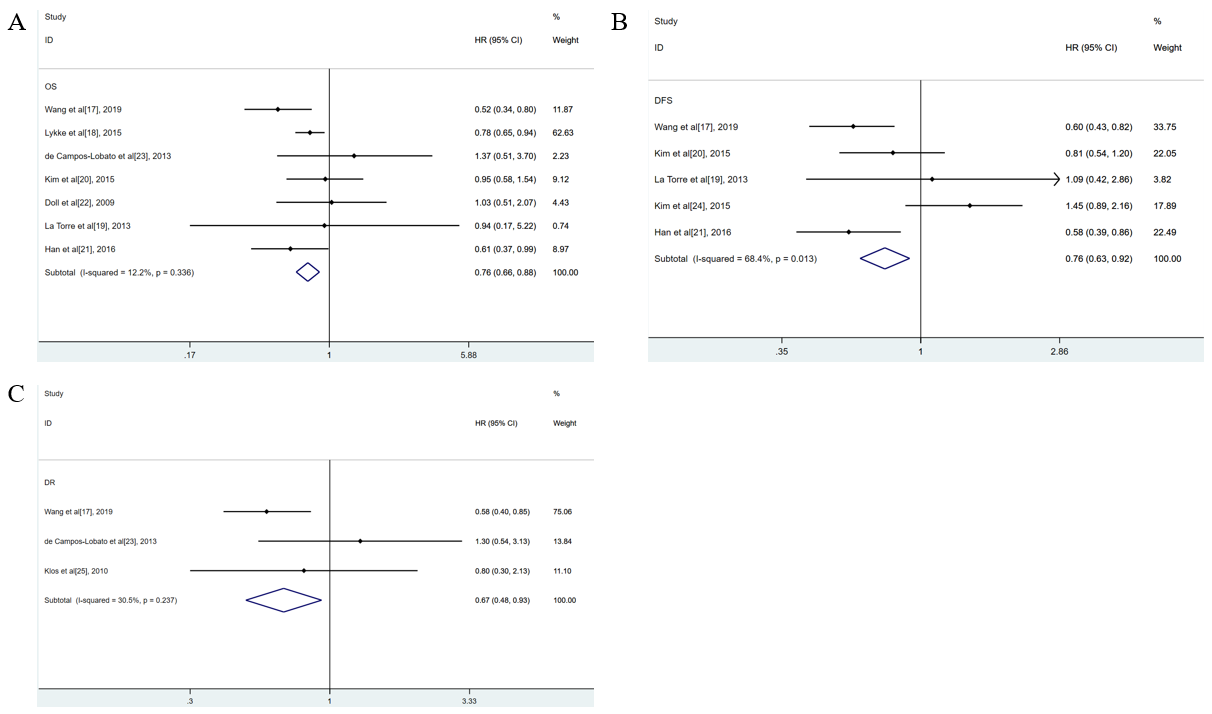 A
Study %
ID HR (95% CI) Weight
OS
Wang et al[17], 2019 0.52 (0.34, 0.80) 11.87
Lykke et al[18], 2015 0.78 (0.65, 0.94) 62.63
de Campos-Lobato et al[23], 2013 1.37 (0.51, 3.70) 2.23
Kim et al[20], 2015 0.95 (0.58, 1.54) 9.12
Doll et al[22], 2009 1.03 (0.51, 2.07) 4.43
La Torre et al[19], 2013 0.94 (0.17, 5.22) 0.74
Han et al[21], 2016 0.61 (0.37, 0.99) 8.97
Subtotal (I-squared = 12.2%, p = 0.336) 0.76 (0.66, 0.88) 100.00
.17 1 5.88
B
Study %
ID HR (95% CI) Weight
DFS
Wang et al[17], 2019 0.60 (0.43, 0.82) 33.75
Kim et al[20], 2015 0.81 (0.54, 1.20) 22.05
La Torre et al[19], 2013 1.09 (0.42, 2.86) 3.82
Kim et al[24], 2015 1.45 (0.89, 2.16) 17.89
Han et al[21], 2016 0.58 (0.39, 0.86) 22.49
Subtotal (I-squared = 68.4%, p = 0.013) 0.76 (0.63, 0.92) 100.00
.35 1 2.86
C
Study %
ID HR (95% CI) Weight
DR
Wang et al[17], 2019 0.58 (0.40, 0.85) 75.06
de Campos-Lobato et al[23], 2013 1.30 (0.54, 3.13) 13.84
Klos et al[25], 2010 0.80 (0.30, 2.13) 11.10
Subtotal (I-squared = 30.5%, p = 0.237) 0.67 (0.48, 0.93) 100.00
.3 1 3.33